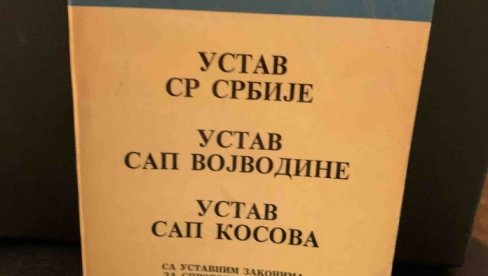 УСТАВ
СР СРБИЈЕ
УСТАВ
САП ВОЈВОДИНЕ
УСТАВ
САП КОСОВА
СА УСТАВНИМ ЗАКОНИМА